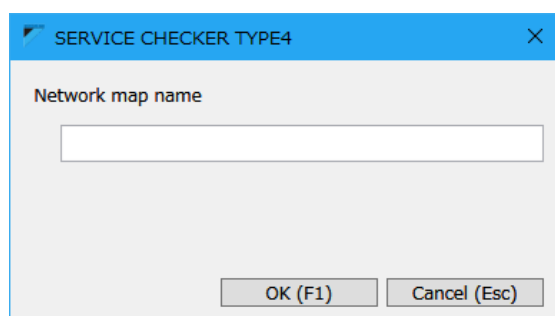 SERVICE CHECKER TYPE4
Network map name
OK (F1) Cancel (Esc)